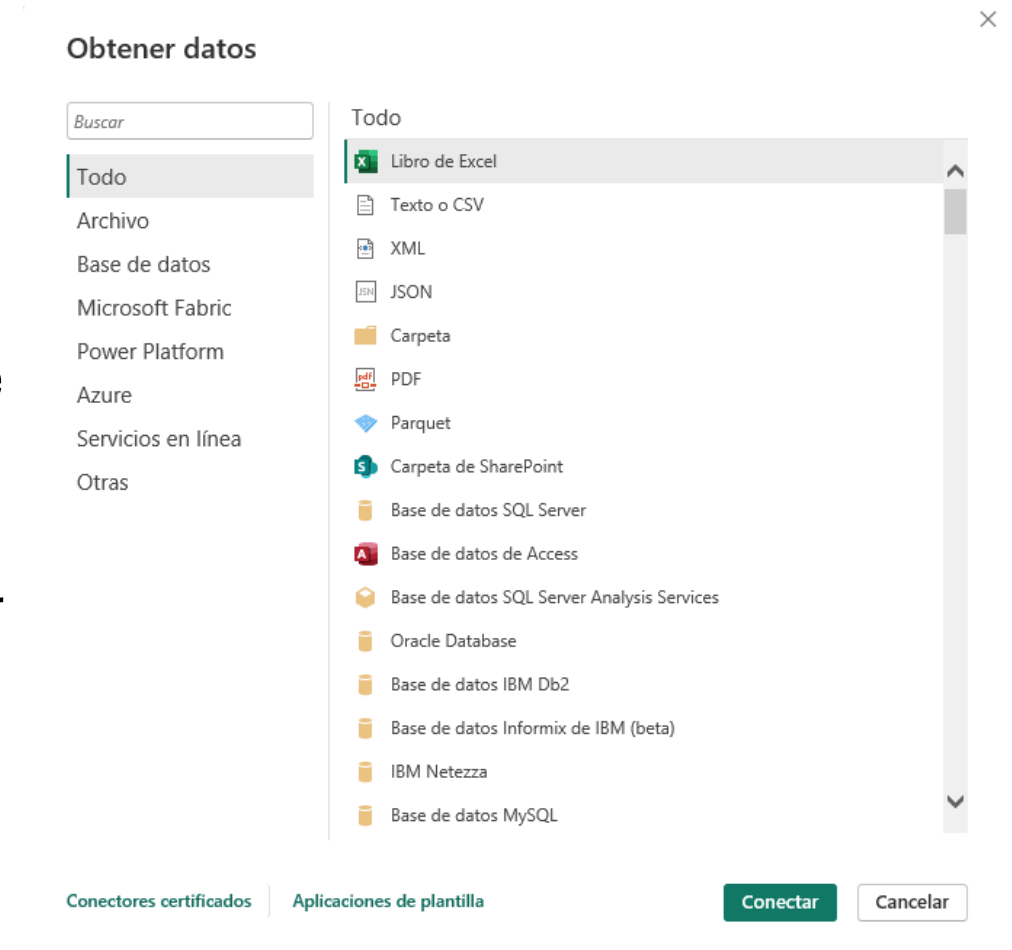 Obtener datos
Buscar
Todo
Archivo
Base de datos
Microsoft Fabric
Power Platform
Azure
Servicios en línea
Otras
Todo
Libro de Excel
Texto o CSV
XML
JSON
Carpeta
PDF
Parquet
Carpeta de SharePoint
Base de datos SQL Server
Base de datos de Access
Base de datos SQL Server Analysis Services
Oracle Database
Base de datos IBM Db2
Base de datos Informix de IBM (beta)
IBM Netezza
Base de datos MySQL
Conectores certificados
Aplicaciones de plantilla
Conectar
Cancelar